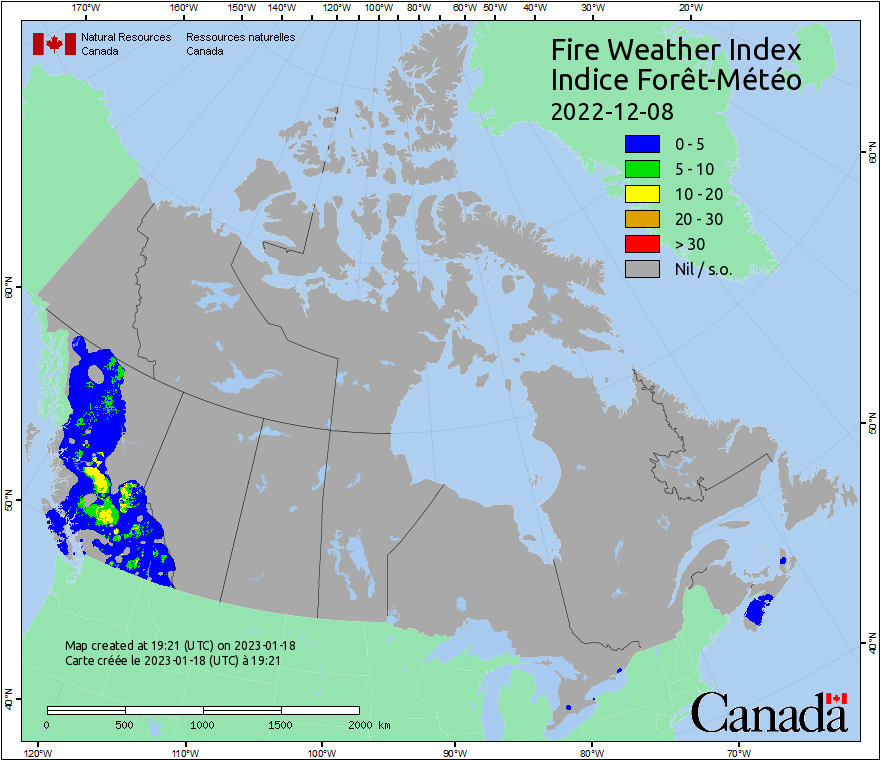 170°W 160°W 150°W 140°W 130°W 120°W 110°W 100°W 90°W 80°W 60°W 50°W 40°W 30°W 20°W
Natural Resources Ressources naturelles
Canada Canada
Fire Weather Index
Indice Forêt-Météo
2022-12-08
0 - 5
5 - 10
10 - 20
20 - 30
> 30
Nil / s.o.
60°N
60°N
50°N
50°N
40°N
40°N
Map created at 19:21 (UTC) on 2023-01-18
Carte créée le 2023-01-18 (UTC) à 19:21
0 500 1000 1500 2000 km
Canada
120°W 110°W 100°W 90°W 80°W 70°W